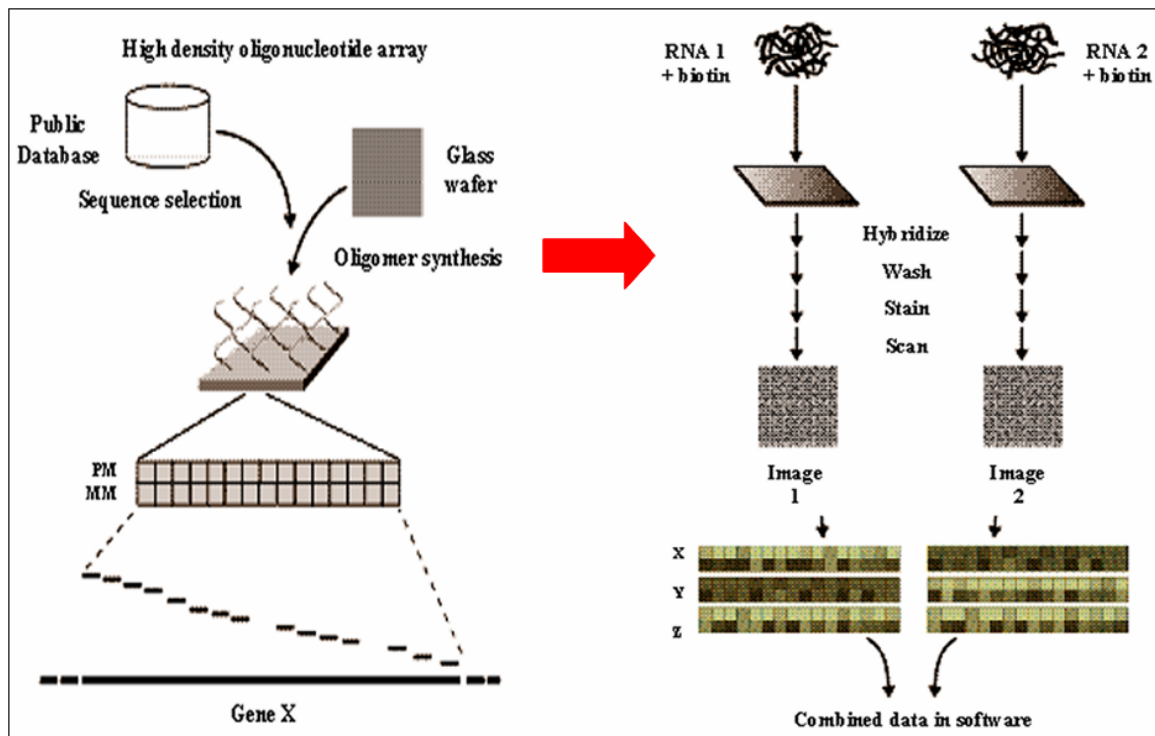 High density oligonucleotide array
Public
Database
Glass
wafer
Sequence selection
Oligomer synthesis
PM
MM
Gene X
RNA 1
+ biotin
RNA 2
+ biotin
Hybridize
Wash
Stain
Scan
Image
1
Image
2
X
Y
Z
Combined data in software